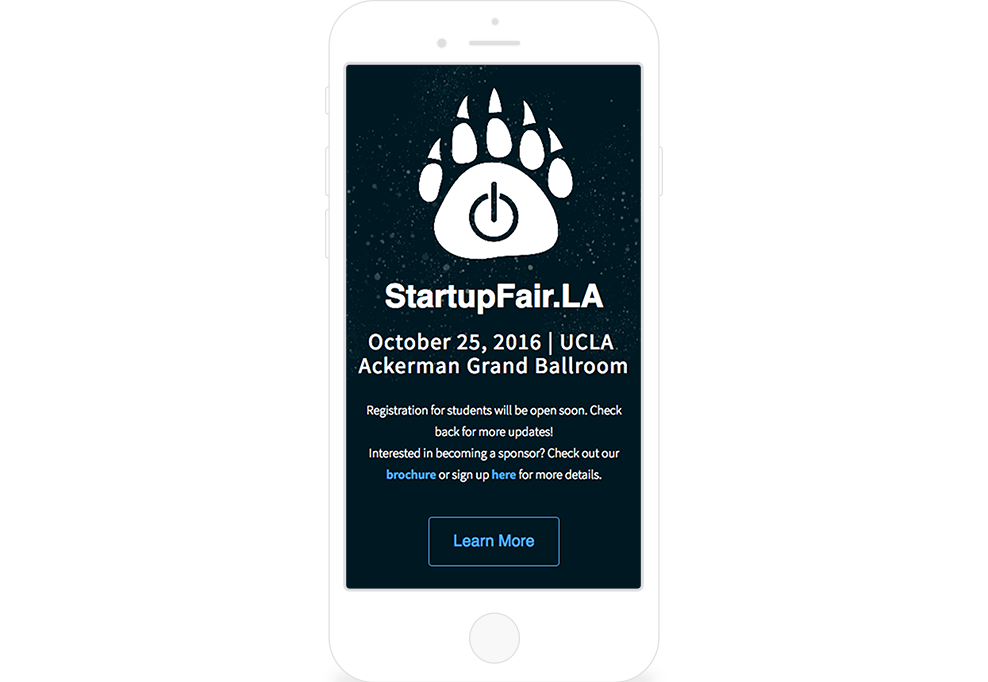 StartupFair.LA
October 25, 2016 | UCLA
Ackerman Grand Ballroom
Registration for students will be open soon. Check
back for more updates!
Interested in becoming a sponsor? Check out our
brochure or sign up here for more details.
Learn More